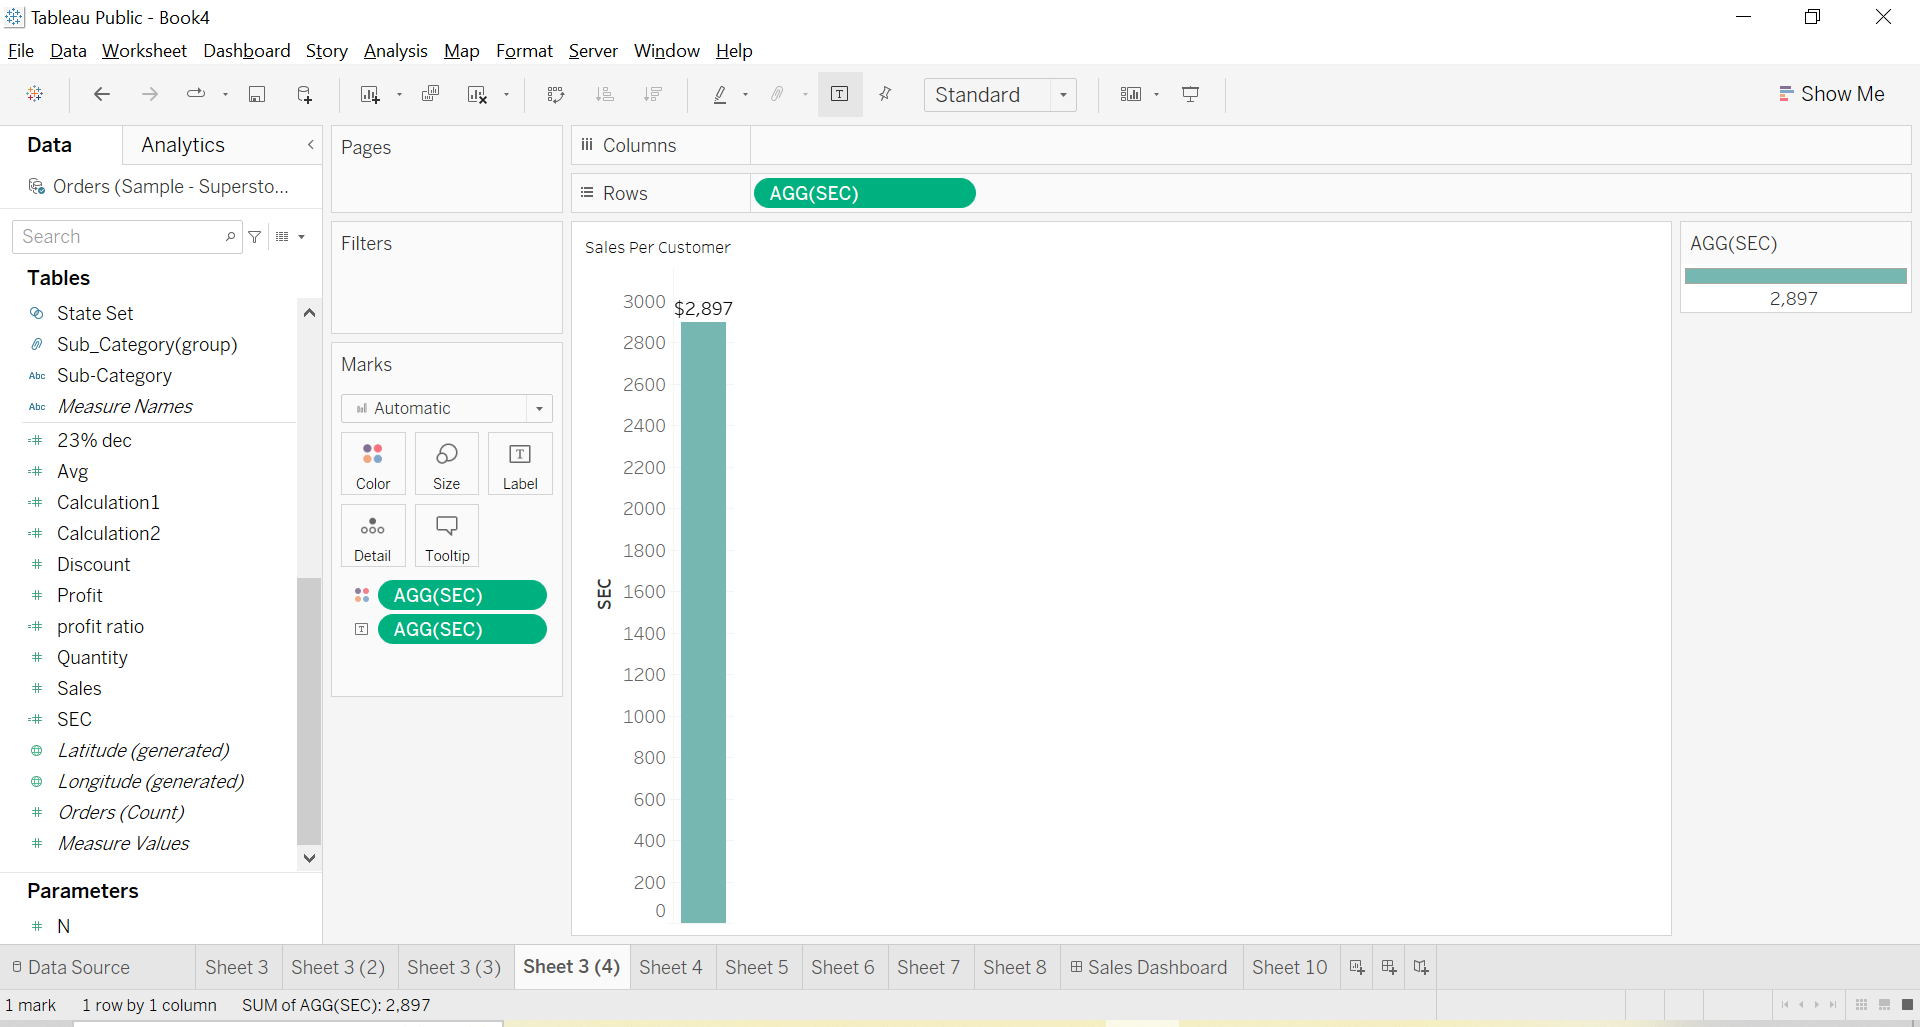 Tableau Public - Book4
File Data Worksheet Dashboard Story Analysis Map Format Server Window Help
Standard
Show Me
Data Analytics
Orders (Sample - Supersto...
Search
Tables
State Set
Sub_Category(group)
Abc Sub-Category
Abc Measure Names
23% dec
Avg
Calculation1
Calculation2
Discount
Profit
profit ratio
Quantity
Sales
SEC
Latitude (generated)
Longitude (generated)
Orders (Count)
Measure Values
Parameters
N
Pages
Filters
Marks
Automatic
Color Size Label
Detail Tooltip
AGG(SEC)
AGG(SEC)
Columns
Rows AGG(SEC)
Sales Per Customer
SEC
3000
2800
2600
2400
2200
2000
1800
1600
1400
1200
1000
800
600
400
200
0
$2,897
AGG(SEC)
2,897
Data Source Sheet 3 Sheet 3 (2) Sheet 3 (3) Sheet 3 (4) Sheet 4 Sheet 5 Sheet 6 Sheet 7 Sheet 8 Sales Dashboard Sheet 10
1 mark 1 row by 1 column SUM of AGG(SEC): 2,897